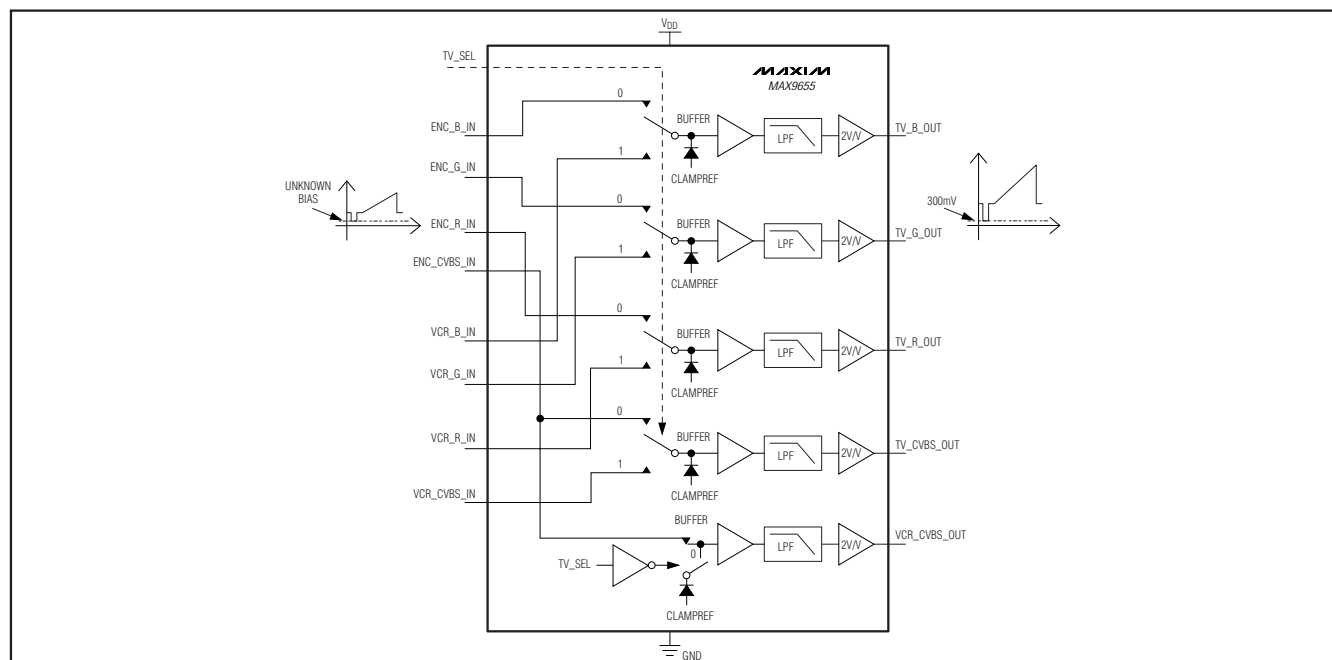 VDD
TV_SEL
MAXIM
MAX9655
0
ENC_B_IN
BUFFER
LPF
2V/V
TV_B_OUT
1
CLAMPREF
ENC_G_IN
UNKNOWN
BIAS
0
300mV
ENC_R_IN
BUFFER
LPF
2V/V
TV_G_OUT
1
ENC_CVBS_IN
CLAMPREF
0
VCR_B_IN
BUFFER
LPF
2V/V
TV_R_OUT
1
VCR_G_IN
CLAMPREF
0
VCR_R_IN
BUFFER
LPF
2V/V
TV_CVBS_OUT
1
VCR_CVBS_IN
CLAMPREF
BUFFER
LPF
2V/V
VCR_CVBS_OUT
0
TV_SEL
CLAMPREF
GND